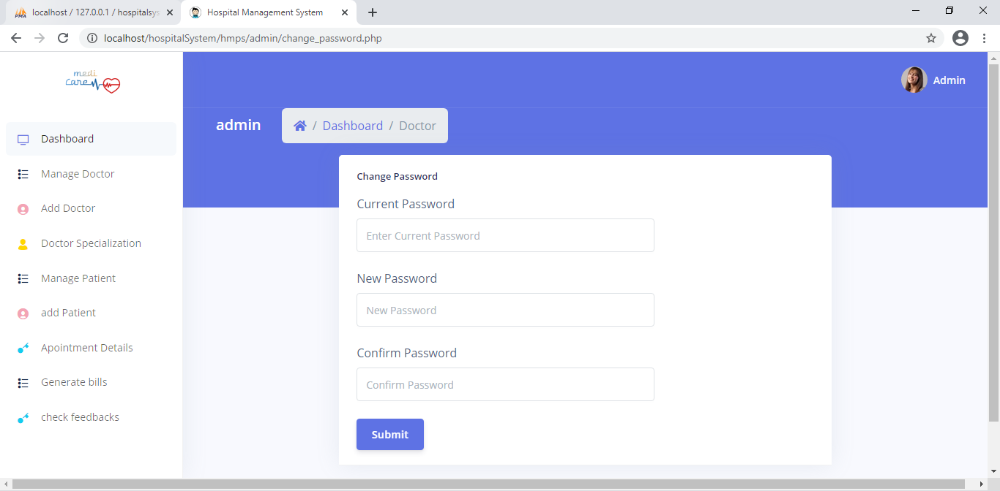 PMA localhost / 127.0.0.1 / hospitalsys
Hospital Management System
localhost/hospitalSystem/hmps/admin/change_password.php
medi
care
Admin
admin
/ Dashboard / Doctor
Dashboard
Manage Doctor
Add Doctor
Doctor Specialization
Manage Patient
add Patient
Apointment Details
Generate bills
check feedbacks
Change Password
Current Password
Enter Current Password
New Password
New Password
Confirm Password
Confirm Password
Submit